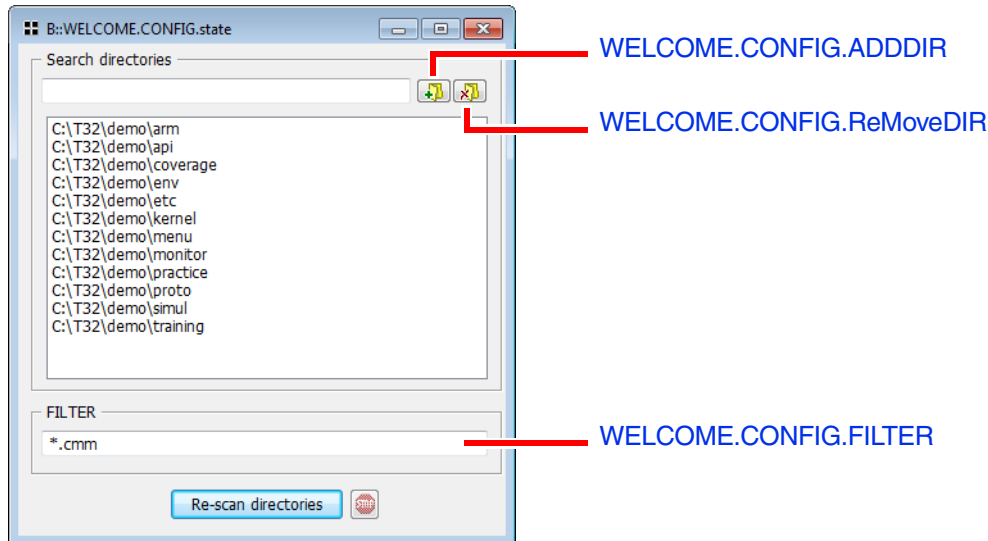 B::WELCOME.CONFIG.state
Search directories
WELCOME.CONFIG.ADDDIR
WELCOME.CONFIG.ReMoveDIR
C:\T32\demo\arm
C:\T32\demo\api
C:\T32\demo\coverage
C:\T32\demo\env
C:\T32\demo\etc
C:\T32\demo\kernel
C:\T32\demo\menu
C:\T32\demo\monitor
C:\T32\demo\practice
C:\T32\demo\proto
C:\T32\demo\simul
C:\T32\demo\training
FILTER
*.cmm
WELCOME.CONFIG.FILTER
Re-scan directories